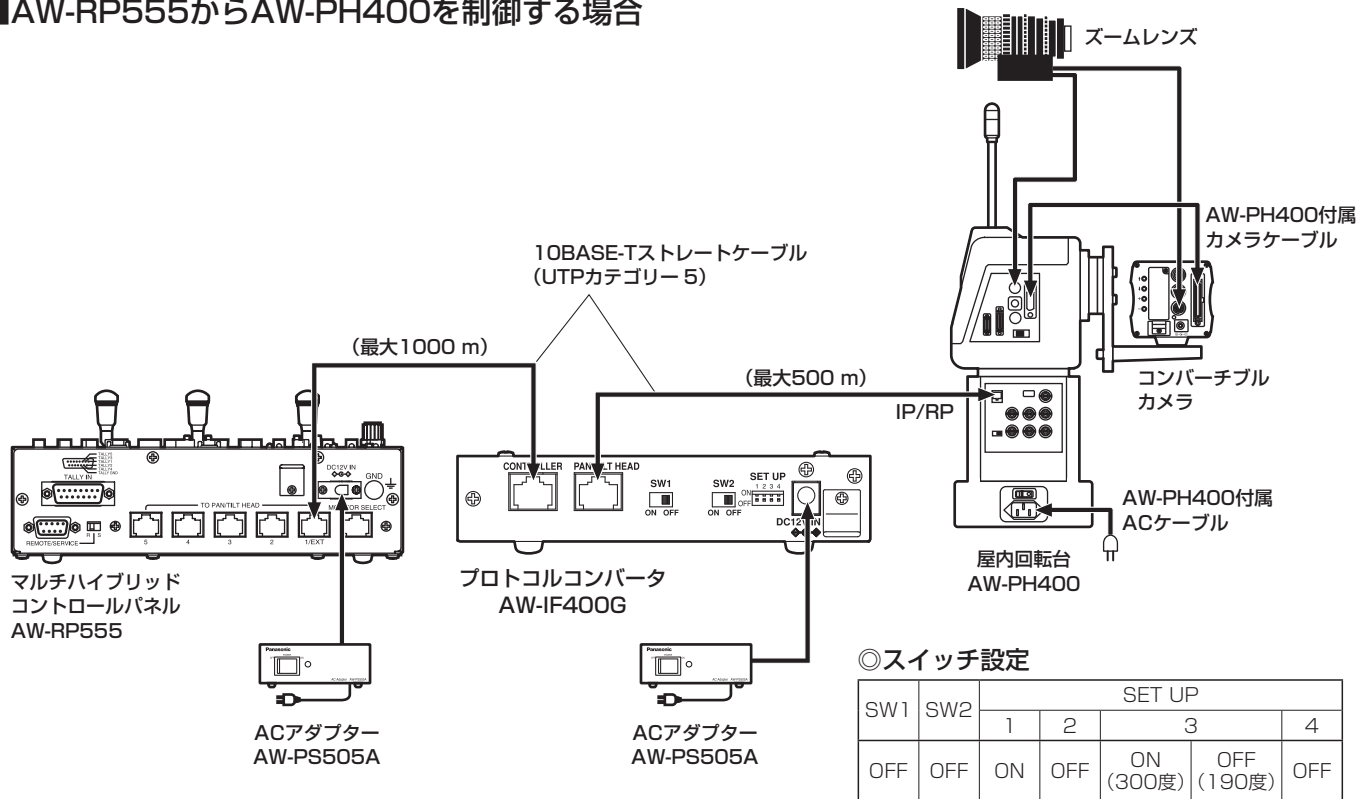 ■AW-RP555からAW-PH400を制御する場合
ズームレンズ
AW-PH400付属
カメラケーブル
10BASE-Tストレートケーブル
(UTPカテゴリー 5)
(最大1000 m)
(最大500 m)
IP/RP
コンバーチブル
カメラ
AW-PH400付属
ACケーブル
屋内回転台
AW-PH400
TALLY IN
DC12V IN
GND
TO PAN/TILT HEAD
MONITOR SELECT
REMOTE/SERVICE
R S
5 4 3 2 1/EXT
マルチハイブリッド
コントロールパネル
AW-RP555
CONTROLLER PAN/TILT HEAD
SW1
ON OFF
SW2
ON OFF
SET UP
1 2 3 4
ON
OFF
DC12V IN
プロトコルコンバータ
AW-IF400G
Panasonic
ACアダプター
AW-PS505A
Panasonic
ACアダプター
AW-PS505A
◎スイッチ設定
SW1 SW2 SET UP
1 2 3 4
OFF OFF ON OFF ON (300度) OFF (190度) OFF